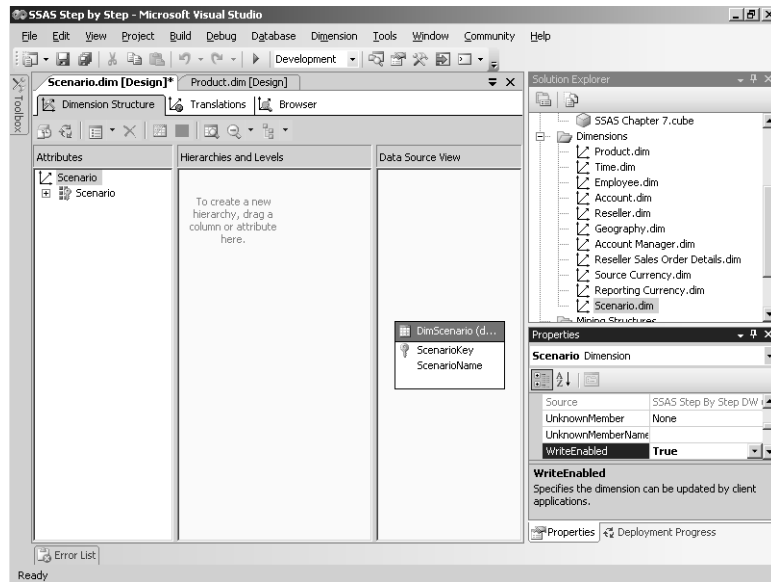 SSAS Step by Step - Microsoft Visual Studio
File Edit View Project Build Debug Database Dimension Tools Window Community Help
Development
Toolbox
Scenario.dim [Design]* Product.dim [Design]
Dimension Structure Translations Browser
Attributes
Scenario
Scenario
Hierarchies and Levels
To create a new
hierarchy, drag a
column or attribute
here.
Data Source View
DimScenario (d...
ScenarioKey
ScenarioName
Solution Explorer
SSAS Chapter 7.cube
Dimensions
Product.dim
Time.dim
Employee.dim
Account.dim
Reseller.dim
Geography.dim
Account Manager.dim
Reseller Sales Order Details.dim
Source Currency.dim
Reporting Currency.dim
Scenario.dim
Mining Structures
Properties
Scenario Dimension
Source SSAS Step By Step DW
UnknownMember None
UnknownMemberName
WriteEnabled True
WriteEnabled
Specifies the dimension can be updated by client
applications.
Properties Deployment Progress
Error List
Ready